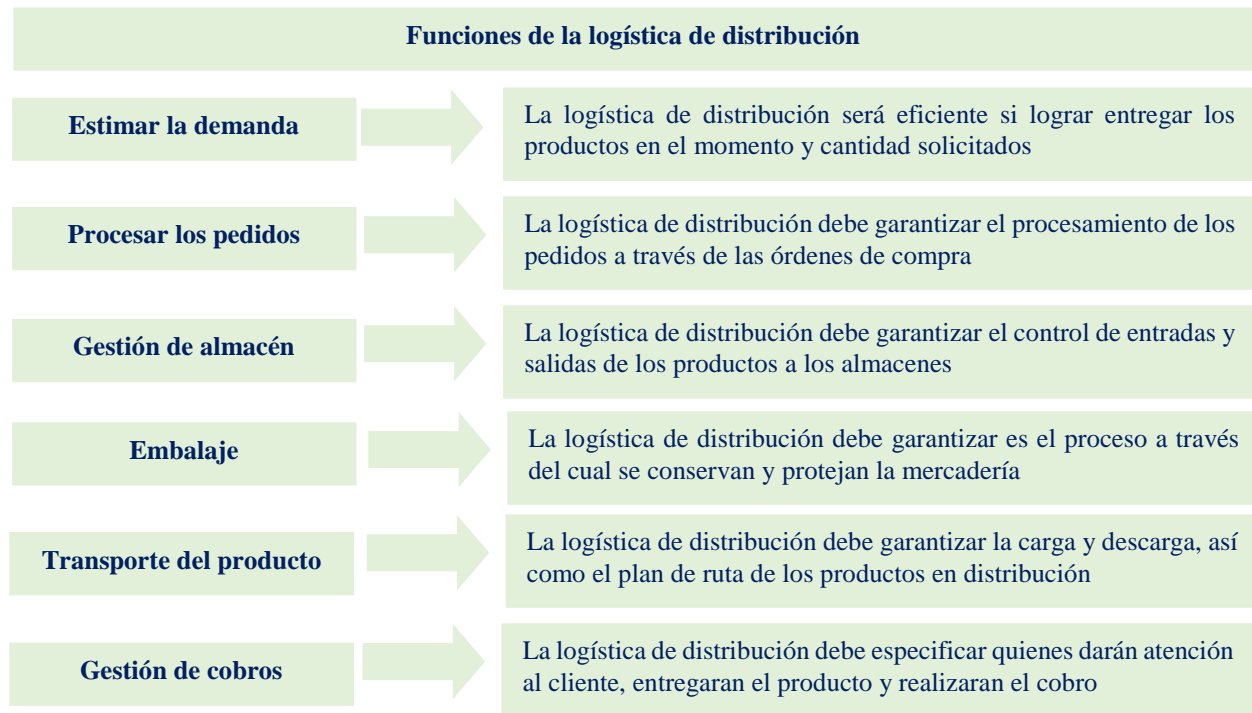 Funciones de la logística de distribución
Estimar la demanda
La logística de distribución será eficiente si lograr entregar los
productos en el momento y cantidad solicitados
Procesar los pedidos
La logística de distribución debe garantizar el procesamiento de los
pedidos a través de las órdenes de compra
Gestión de almacén
La logística de distribución debe garantizar el control de entradas y
salidas de los productos a los almacenes
Embalaje
La logística de distribución debe garantizar es el proceso a través
del cual se conservan y protejan la mercadería
Transporte del producto
La logística de distribución debe garantizar la carga y descarga, así
como el plan de ruta de los productos en distribución
Gestión de cobros
La logística de distribución debe especificar quienes darán atención
al cliente, entregaran el producto y realizaran el cobro